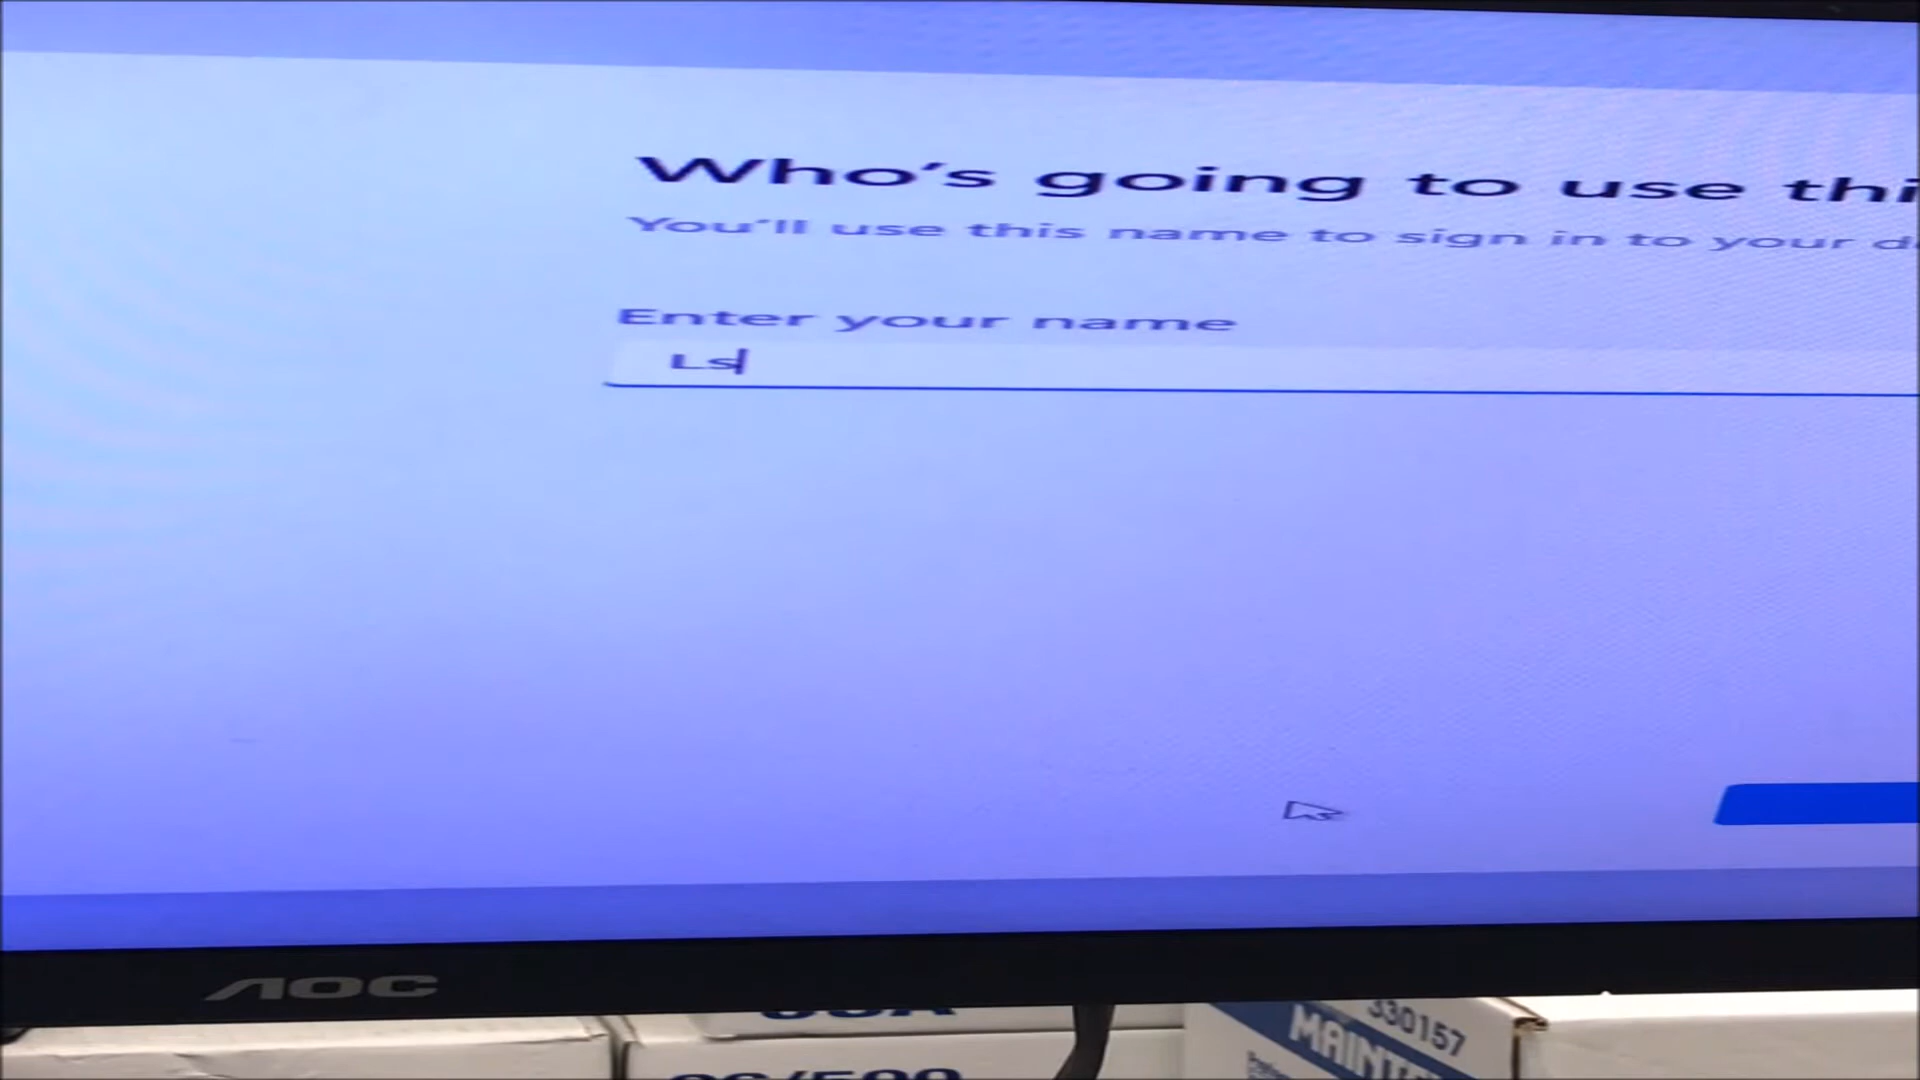 Who's going to use thi
You'll use this name to sign in to your d
Enter your name
Ls
AOC
330157